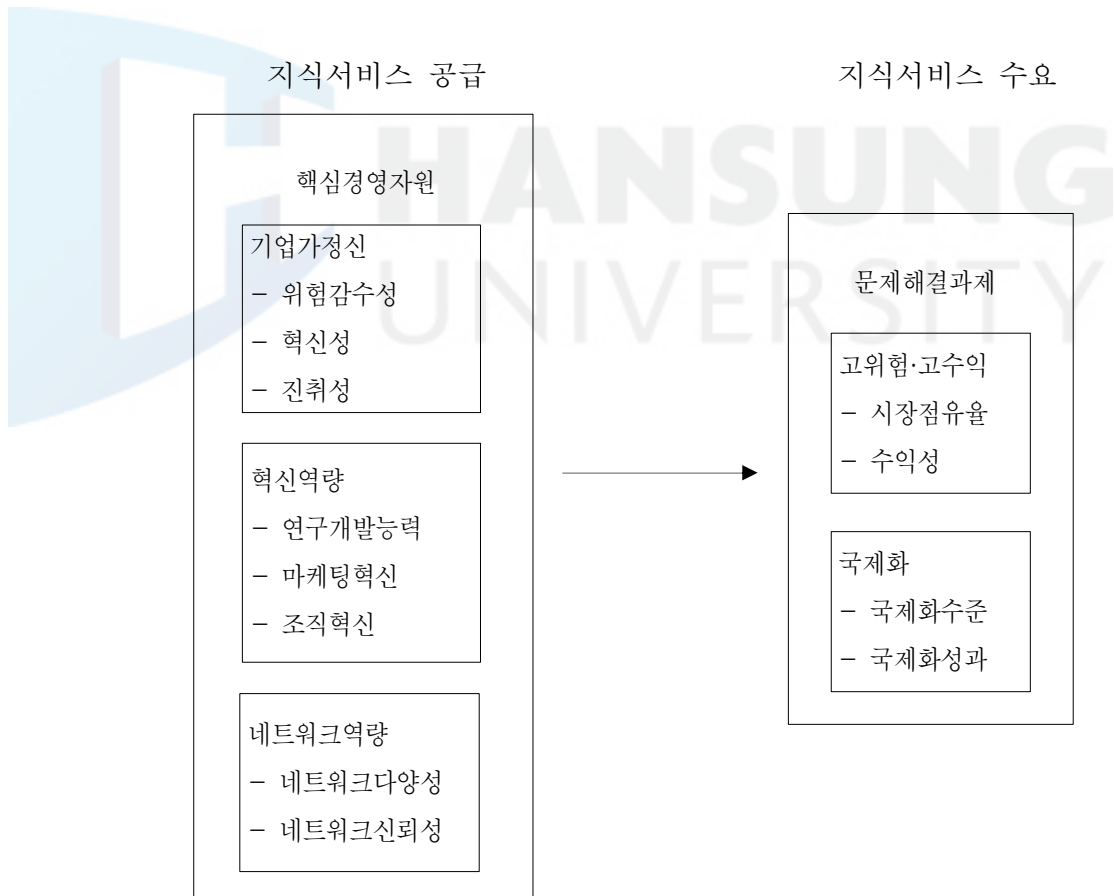 지식서비스 공급
지식서비스 수요
HANSUNG
UNIVERSITY
핵심경영자원
기업가정신
– 위험감수성
– 혁신성
– 진취성
혁신역량
– 연구개발능력
– 마케팅혁신
– 조직혁신
네트워크역량
– 네트워크다양성
– 네트워크신뢰성
문제해결과제
고위험·고수익
– 시장점유율
– 수익성
국제화
– 국제화수준
– 국제화성과